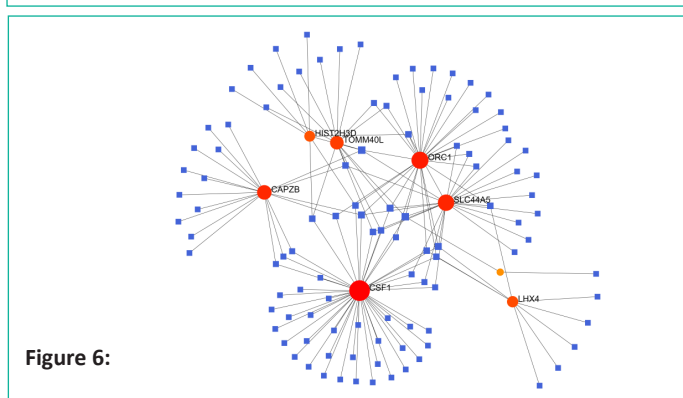 HIST2H3D
TOMM40L
ORC1
CAPZB
SLC44A5
CSF1
LHX4
Figure 6: